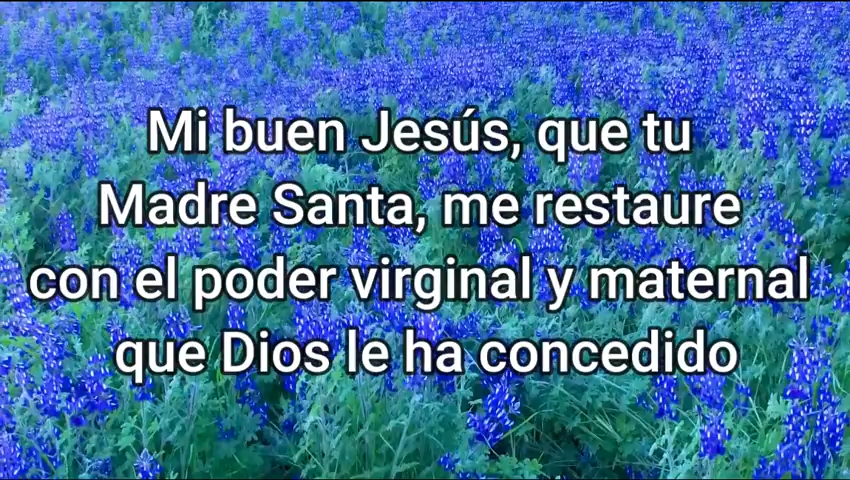 Mi buen Jesús, que tu
Madre Santa, me restaure
con el poder virginal y maternal
que Dios le ha concedido